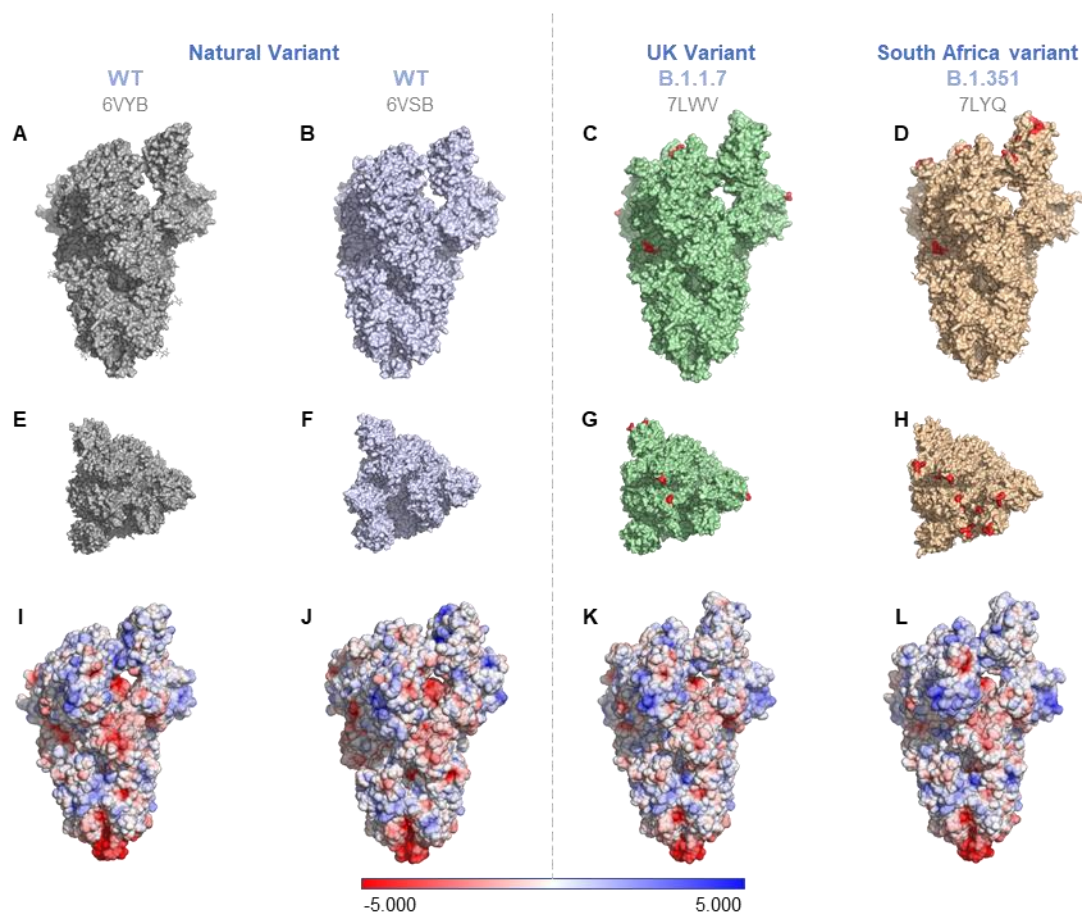 Natural Variant
UK Variant
South Africa variant
WT
WT
B.1.1.7
B.1.351
6VYB
6VSB
7LWV
7LYQ
A
B
C
D
E
F
G
H
I
J
K
L
-5.000
5.000